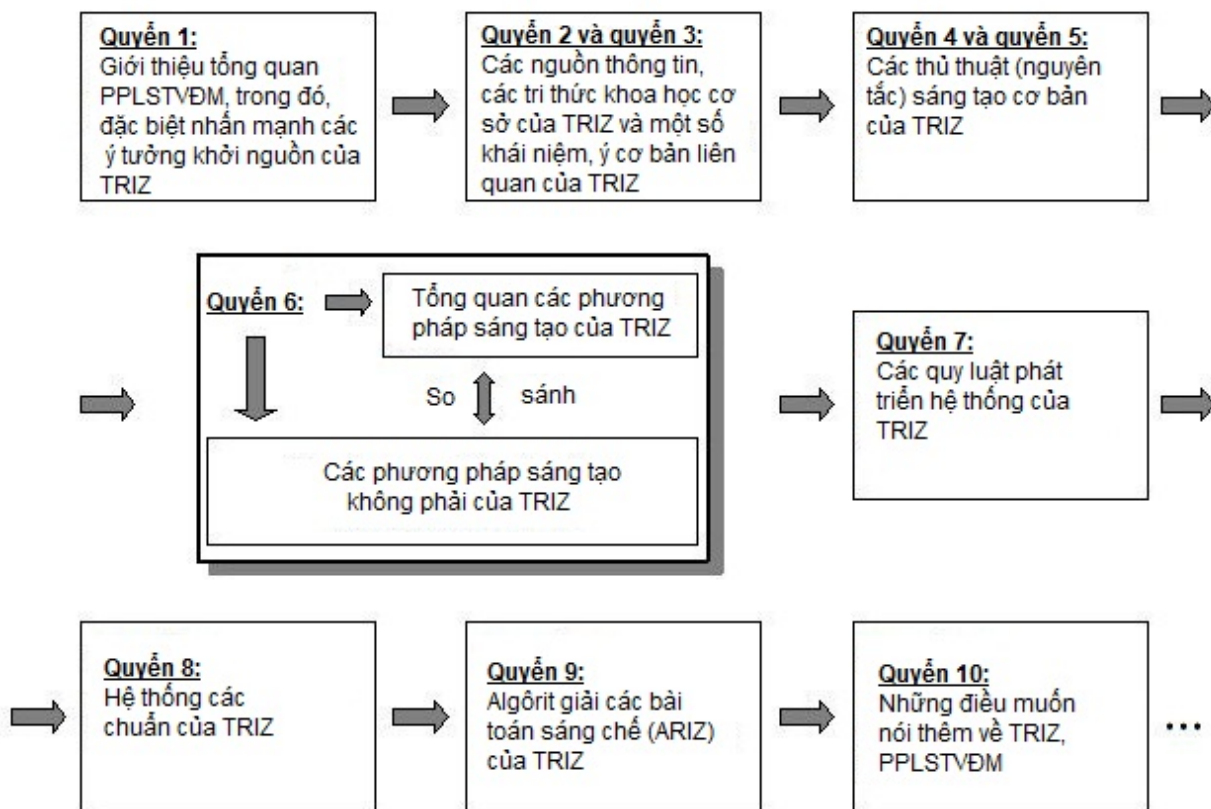 Quyển 1:
Giới thiệu tổng quan
PPLSTVĐM, trong đó,
đặc biệt nhấn mạnh các
ý tưởng khởi nguồn của
TRIZ
Quyển 2 và quyển 3:
Các nguồn thông tin,
các tri thức khoa học cơ
sở của TRIZ và một số
khái niệm, ý cơ bản liên
quan của TRIZ
Quyển 4 và quyển 5:
Các thủ thuật (nguyên
tắc) sáng tạo cơ bản
của TRIZ
Quyển 6:
Tổng quan các phương
pháp sáng tạo của TRIZ
So sánh
Các phương pháp sáng tạo
không phải của TRIZ
Quyển 7:
Các quy luật phát
triển hệ thống của
TRIZ
Quyển 8:
Hệ thống các
chuẩn của TRIZ
Quyển 9:
Algôrit giải các bài
toán sáng chế (ARIZ)
của TRIZ
Quyển 10:
Những điều muốn
nói thêm về TRIZ,
PPLSTVĐM
...